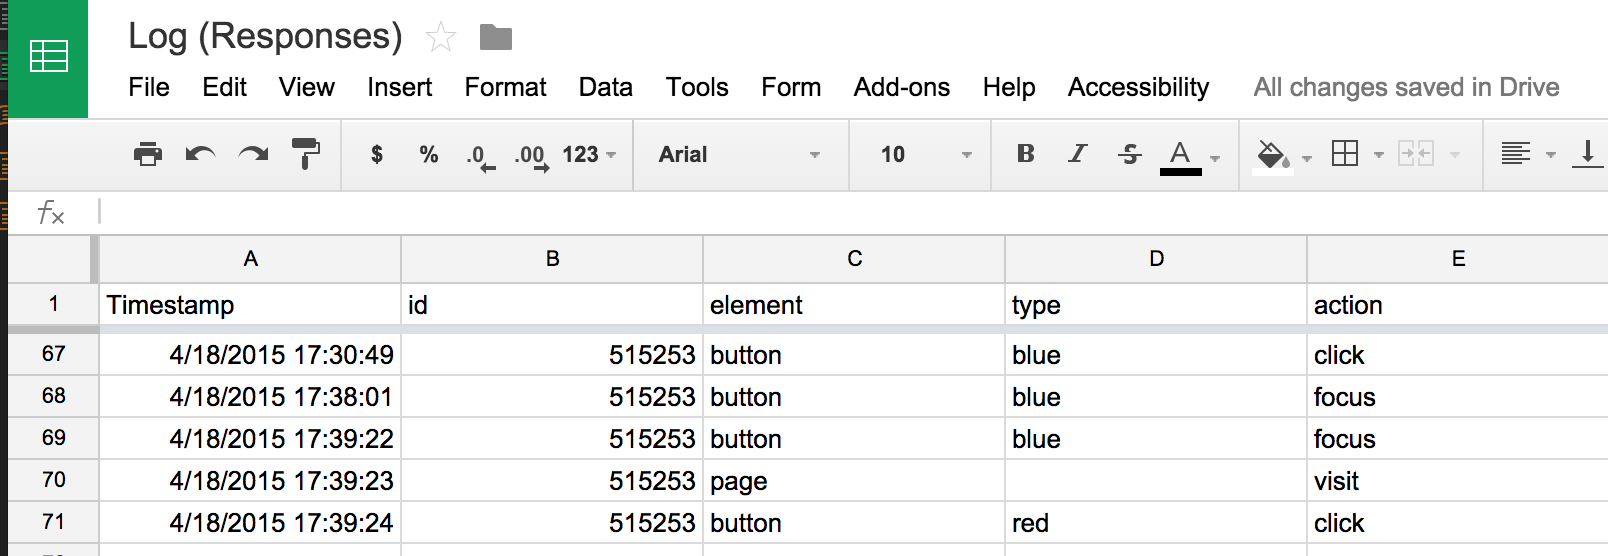 Log (Responses)
File Edit View Insert Format Data Tools Form Add-ons Help Accessibility All changes saved in Drive
$ % .0 .00 123 Arial 10 B I S A
fx
A B C D E
1 Timestamp id element type action
67 4/18/2015 17:30:49 515253 button blue click
68 4/18/2015 17:38:01 515253 button blue focus
69 4/18/2015 17:39:22 515253 button blue focus
70 4/18/2015 17:39:23 515253 page visit
71 4/18/2015 17:39:24 515253 button red click